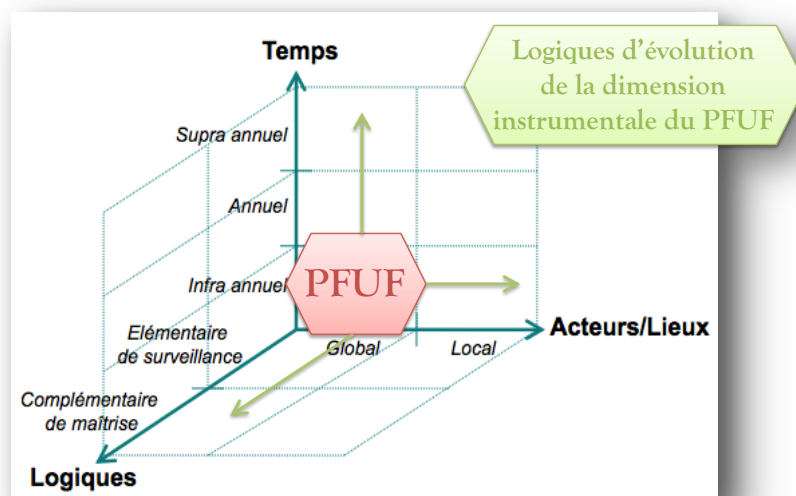 Temps
Logiques d'évolution
de la dimension
instrumentale du PFUF
Supra annuel
Annuel
Infra annuel
PFUF
Elémentaire
de surveillance
Global
Local
Acteurs/Lieux
Complémentaire
de maîtrise
Logiques